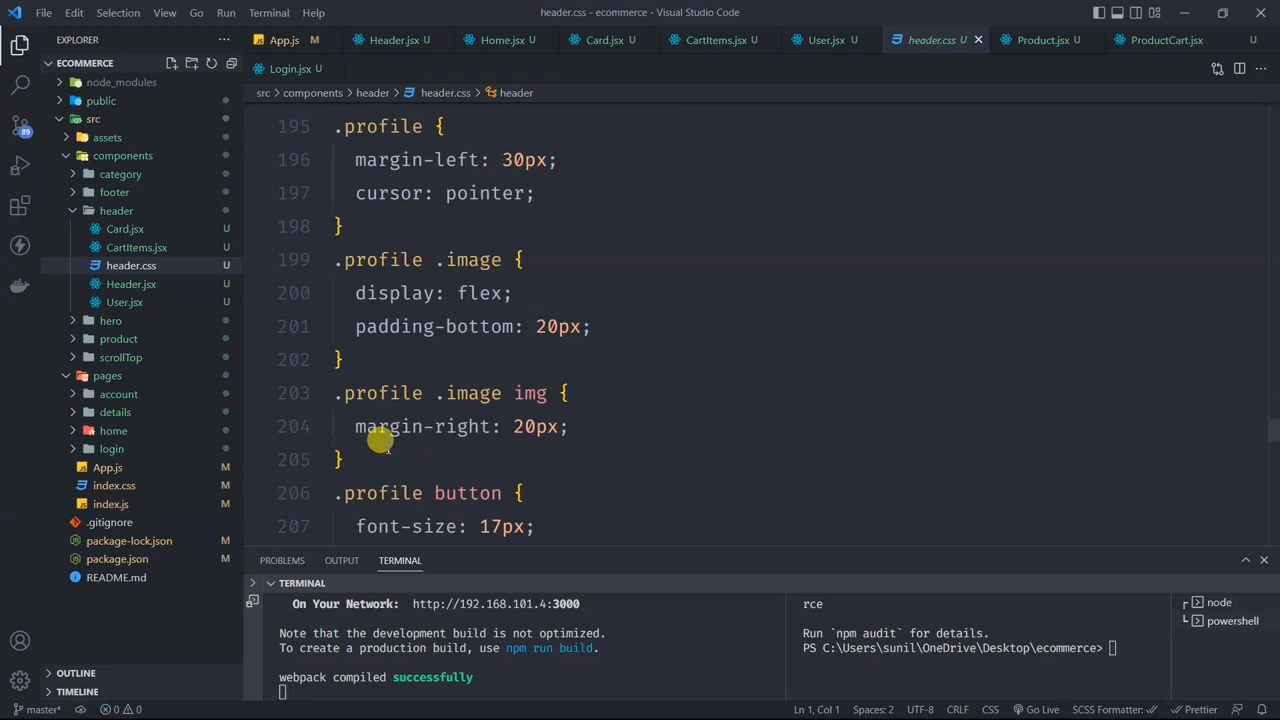 File Edit Selection View Go Run Terminal Help
header.css - ecommerce - Visual Studio Code
EXPLORER
App.js M
Header.jsx U
Home.jsx U
Card.jsx U
CartItems.jsx U
User.jsx U
header.css U
Product.jsx U
ProductCart.jsx U
Login.jsx U
src components header header.css header
ECOMMERCE
node_modules
public
src
assets
components
category
footer
header
Card.jsx U
CartItems.jsx U
header.css U
Header.jsx U
User.jsx U
hero
product
scrollTop
pages
account
details
home
login
App.js M
index.css M
index.js M
.gitignore
package-lock.json M
package.json M
README.md
OUTLINE
TIMELINE
89
195 .profile {
196 margin-left: 30px;
197 cursor: pointer;
198 }
199 .profile .image {
200 display: flex;
201 padding-bottom: 20px;
202 }
203 .profile .image img {
204 margin-right: 20px;
205 }
206 .profile button {
207 font-size: 17px;
PROBLEMS OUTPUT TERMINAL
TERMINAL
On Your Network: http://192.168.101.4:3000
Note that the development build is not optimized.
To create a production build, use npm run build.
webpack compiled successfully
rce
Run `npm audit` for details.
PS C:\Users\sunil\OneDrive\Desktop\ecommerce>
node
powershell
master* 0 0 Ln 1, Col 1 Spaces: 2 UTF-8 CRLF CSS Go Live SCSS Formatter: Prettier